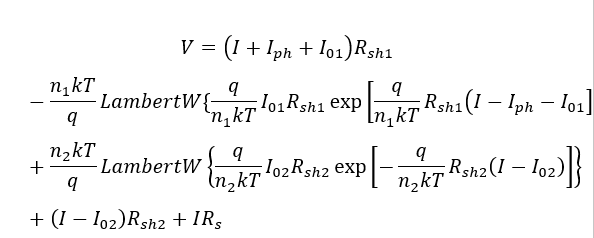 V = (I + I_{ph} + I_{01})R_{sh1}
- \frac{n_1kT}{q} LambertW{\frac{q}{n_1kT} I_{01}R_{sh1} exp [\frac{q}{n_1kT} R_{sh1}(I - I_{ph} - I_{01}]
+ \frac{n_2kT}{q} LambertW {\frac{q}{n_2kT} I_{02}R_{sh2} exp [-\frac{q}{n_2kT} R_{sh2}(I - I_{02})]}
+ (I - I_{02})R_{sh2} + IR_s